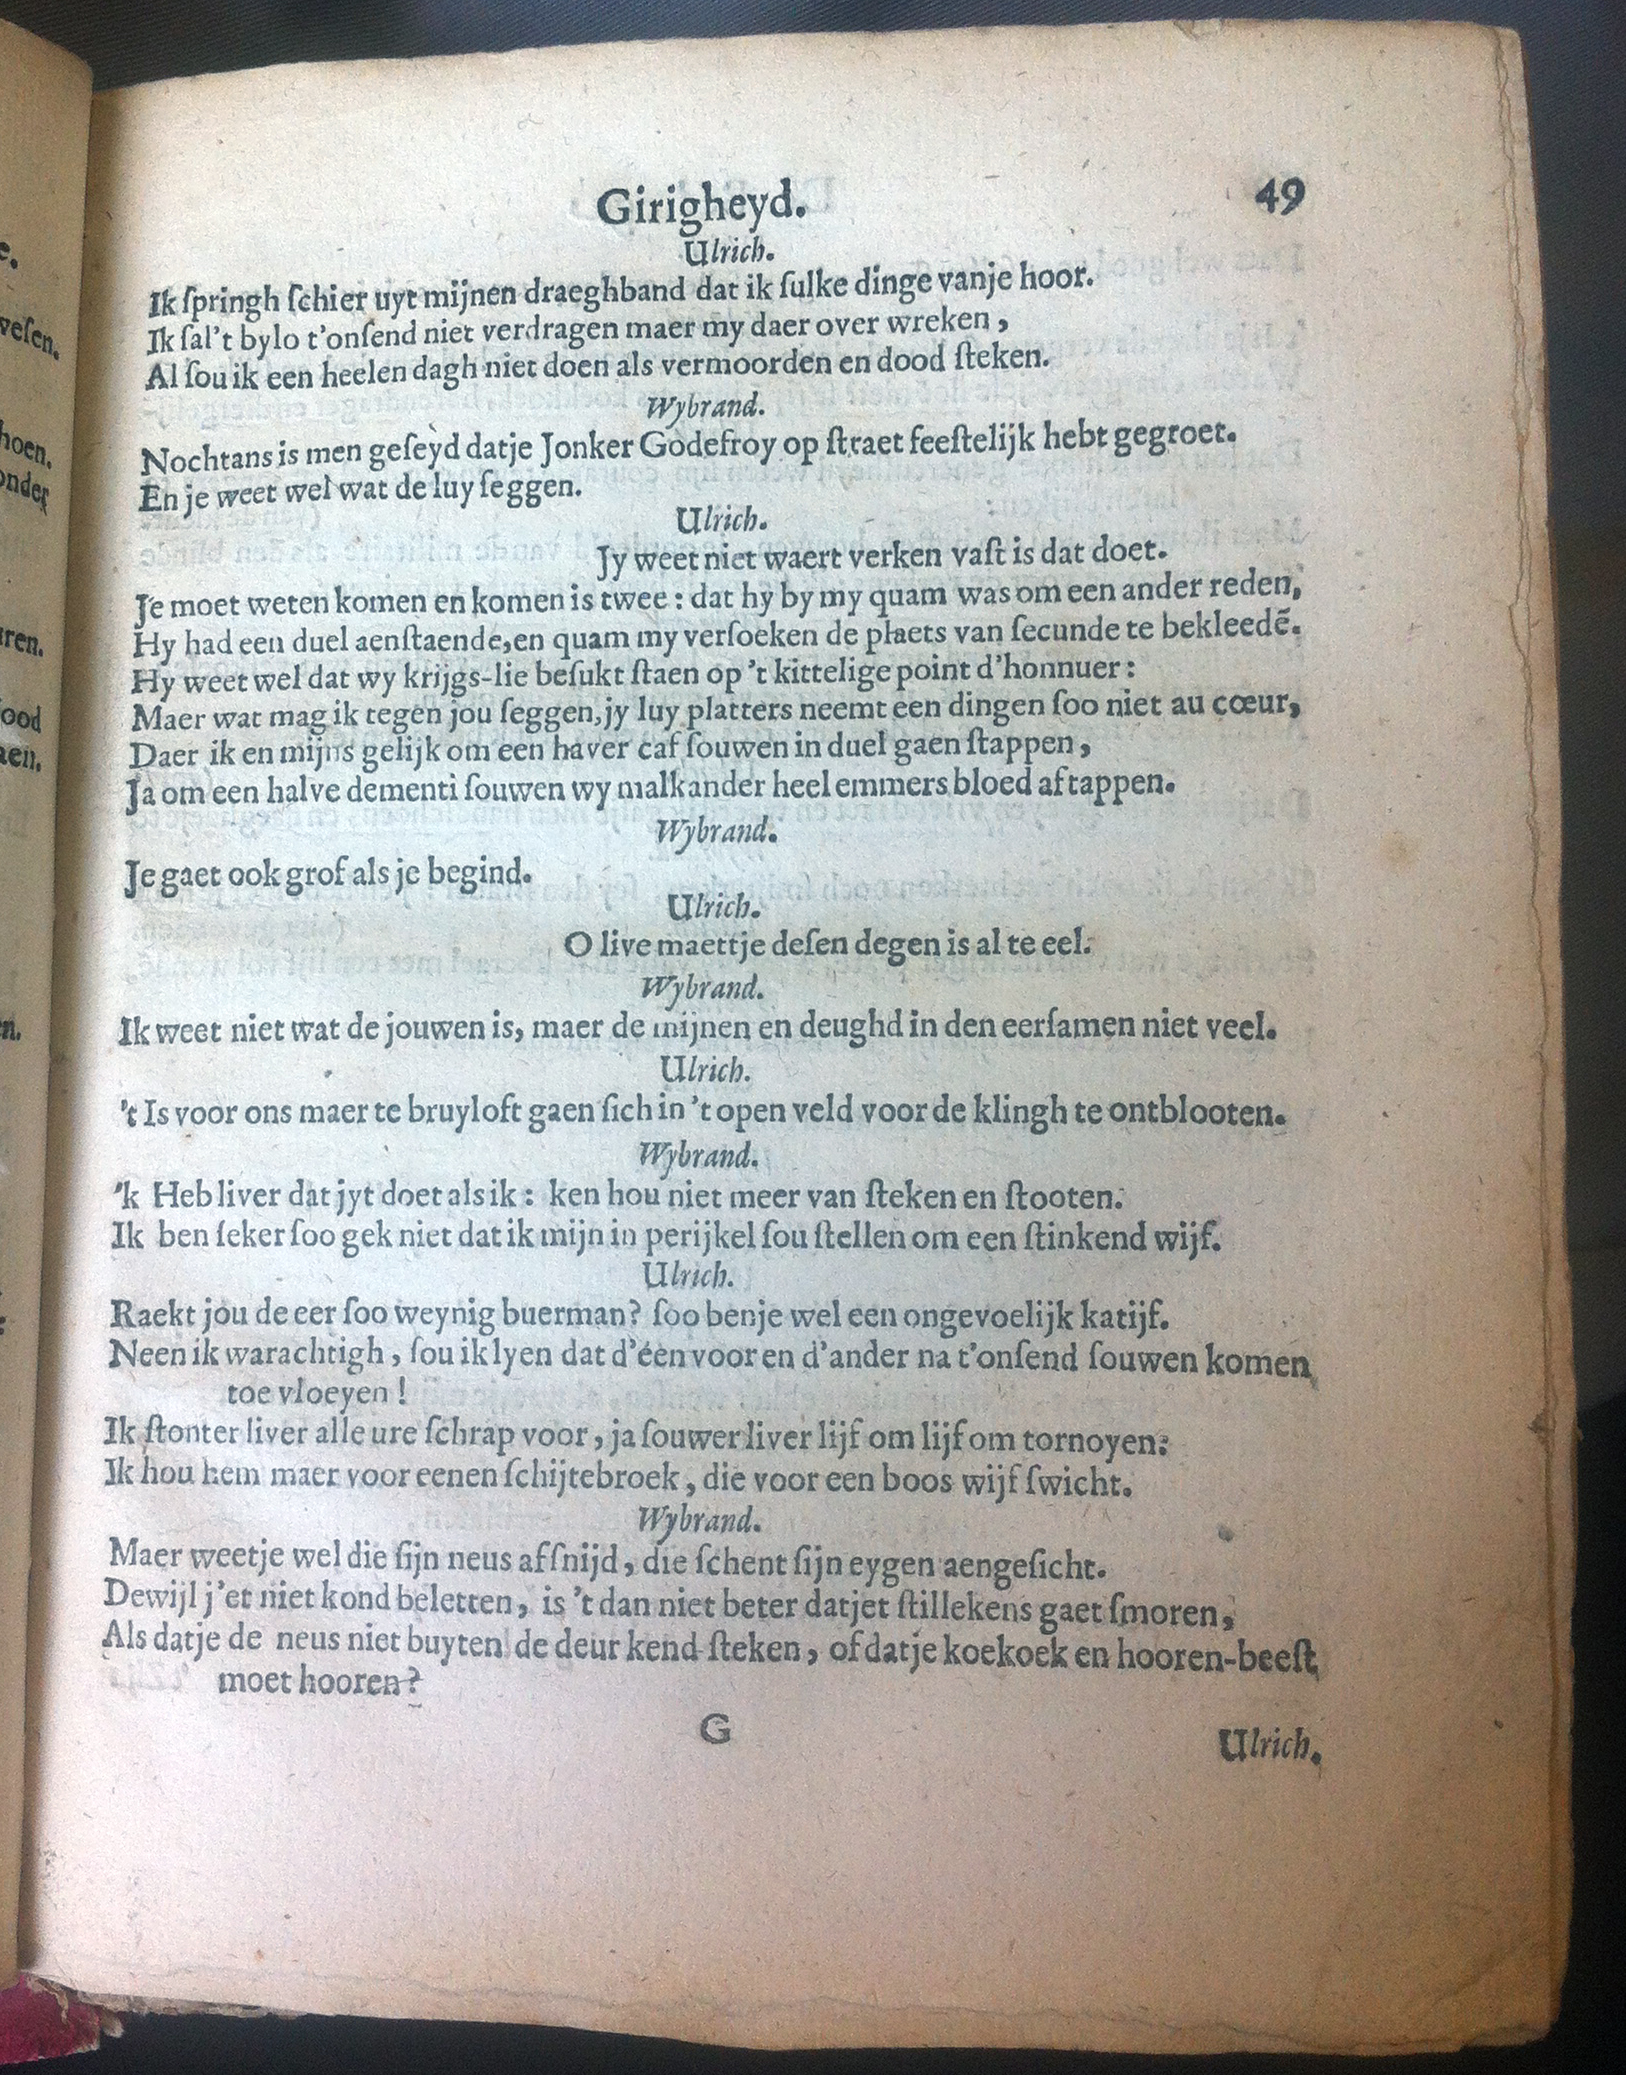 Girigheyd. 49
Ulrich.
Ik ſpringh ſchier uyt mijnen draeghband dat ik ſulke dinge vanje hoor.
Ik ſal't bylo t'onſend niet verdragen maer my daer over wreken,
Al ſou ik een heelen dagh niet doen als vermoorden en dood ſteken.
Wybrand.
Nochtans is men geſeyd datje Jonker Godefroy op ſtraet feeſtelijk hebt gegroet.
En je weet wel wat de luy ſeggen.
Ulrich.
Jy weet niet waert verken vaſt is dat doet.
Je moet weten komen en komen is twee: dat hy by my quam was om een ander reden,
Hy had een duel aenſtaende, en quam my verſoeken de plaets van ſecunde te bekleedē.
Hy weet wel dat wy krijgs-lie beſukt ſtaen op 't kittelige point d'honnuer:
Maer wat mag ik tegen jou ſeggen, jy luy platters neemt een dingen ſoo niet au cœur,
Daer ik en mijns gelijk om een haver caf ſouwen in duel gaen ſtappen,
Ja om een halve dementi ſouwen wy malkander heel emmers bloed aftappen.
Wybrand.
Je gaet ook grof als je begind.
Ulrich.
O live maettje deſen degen is al te eel.
Wybrand.
Ik weet niet wat de jouwen is, maer de mijnen en deughd in den eerſamen niet veel.
Ulrich.
't Is voor ons maer te bruyloft gaen ſich in 't open veld voor de klingh te ontblooten.
Wybrand.
'k Heb liver dat jyt doet als ik: ken hou niet meer van ſteken en ſtooten.
Ik ben ſeker ſoo gek niet dat ik mijn in perijkel ſou ſtellen om een ſtinkend wijf.
Ulrich.
Raekt jou de eer ſoo weynig buerman? ſoo benje wel een ongevoelijk katijf.
Neen ik warachtigh, ſou ik lyen dat d'één voor en d'ander na t'onſend ſouwen komen
toe vloeyen!
Ik ſtonter liver alle ure ſchrap voor, ja ſouwer liver lijf om lijf om tornoyen:
Ik hou hem maer voor eenen ſchijtebroek, die voor een boos wijf ſwicht.
Wybrand.
Maer weetje wel die ſijn neus afſnijd, die ſchent ſijn eygen aengeſicht.
Dewijl j'et niet kond beletten, is 't dan niet beter datjet ſtillekens gaet ſmoren,
Als datje de neus niet buyten de deur kend ſteken, of datje koekoek en hooren-beeſt
moet hooren?
G
Ulrich.